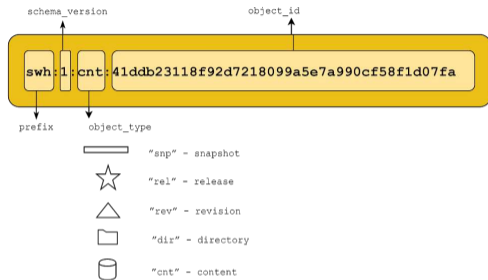 schema_version
object_id
swh:1:cnt:41ddb23118f92d7218099a5e7a990cf58f1d07fa
prefix
object_type
"snp" - snapshot
"rel" - release
"rev" - revision
"dir" - directory
"cnt" - content